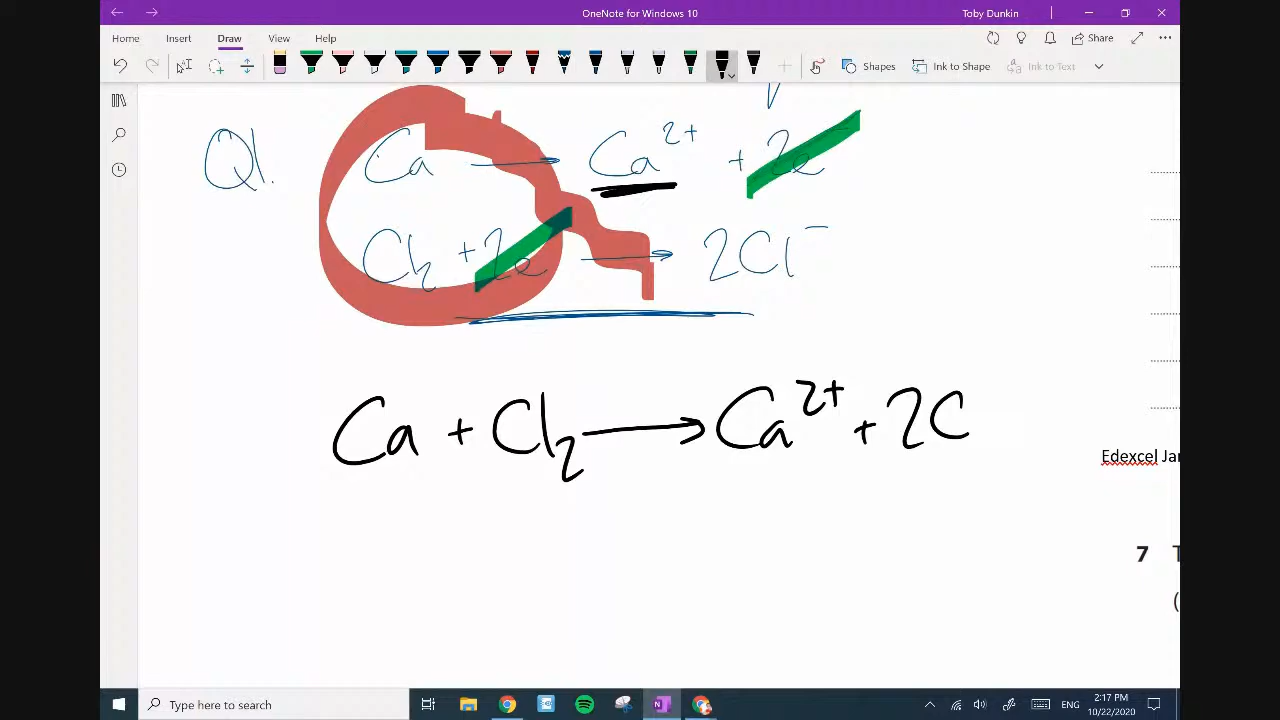 OneNote for Windows 10
Toby Dunkin
Home Insert Draw View Help
Share
Shapes Ink to Shape Ink to Text
Q1. Ca → Ca²⁺ + 2e⁻
Cl₂ + 2e → 2Cl⁻
Ca + Cl₂ → Ca²⁺ + 2C
Edexcel Jan
7 T
(
Type here to search
ENG
2:17 PM
10/22/2020